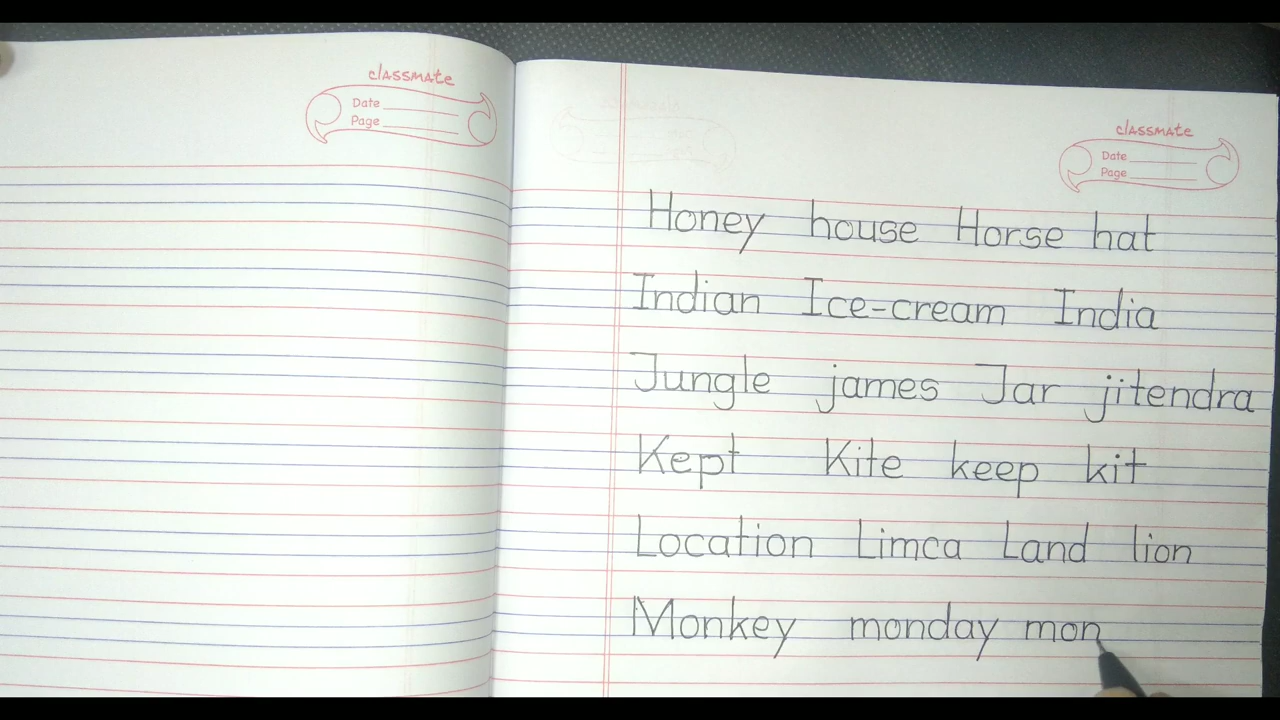 classmate
Date
Page
classmate
Date
Page
Honey house Horse hat
Indian Ice-cream India
Jungle james Jar jitendra
Kept Kite keep kit
Location Limca Land lion
Monkey monday mon